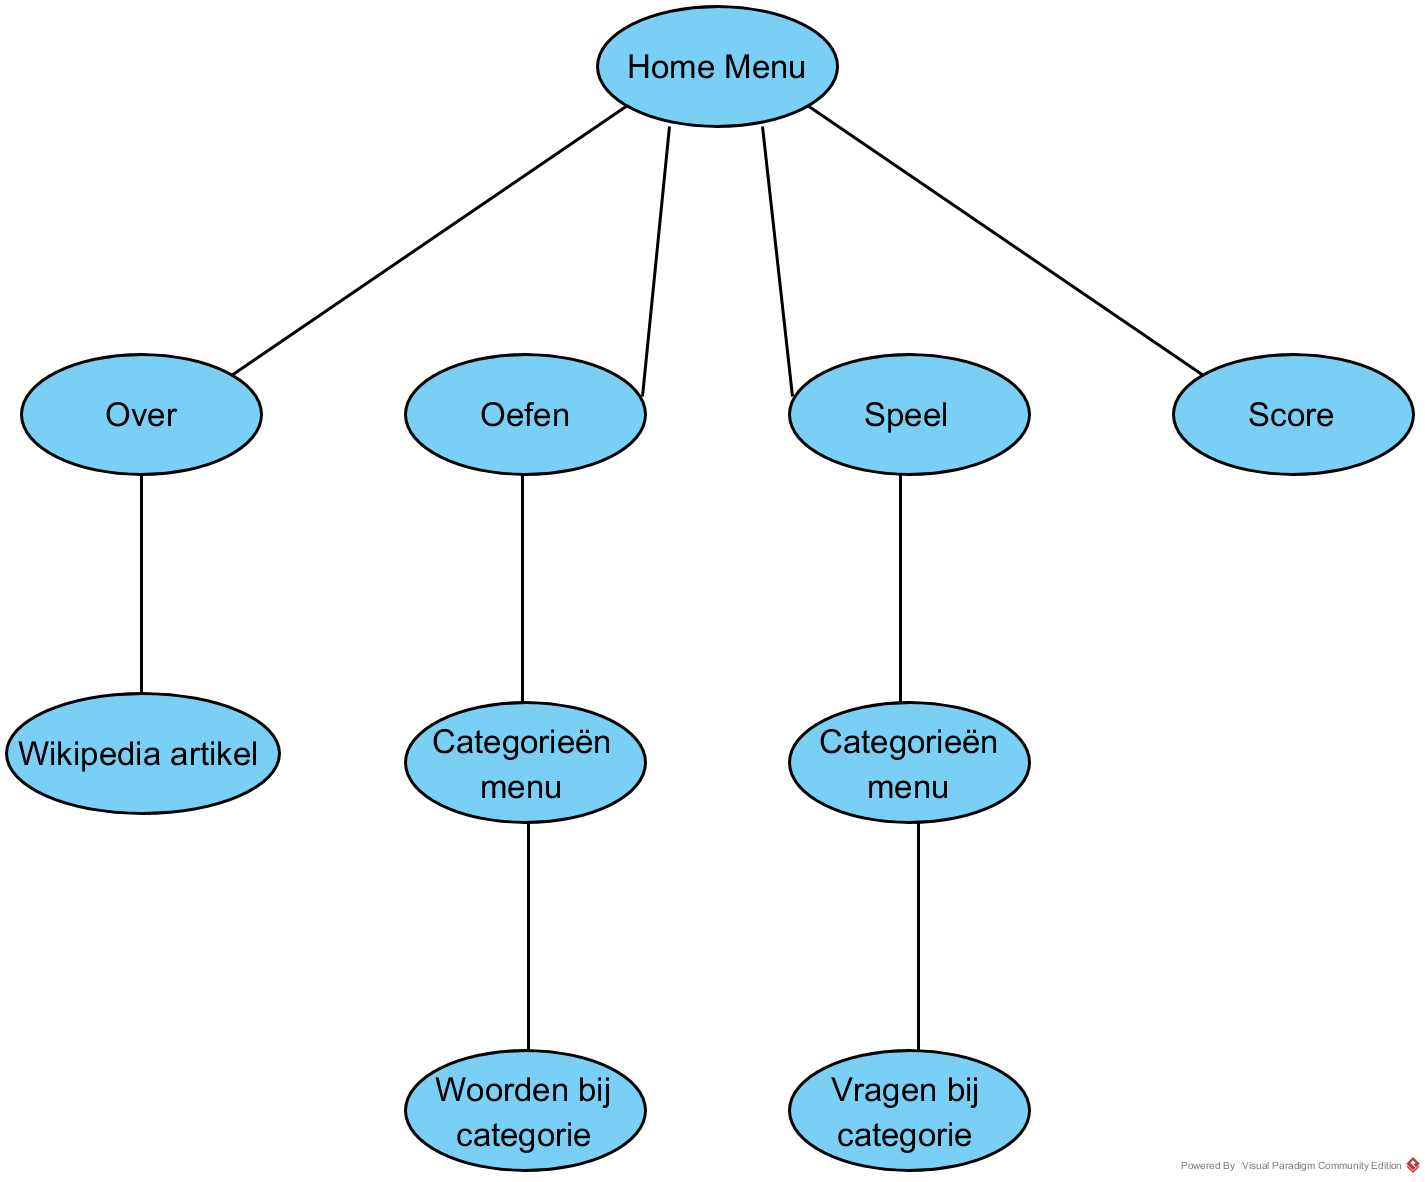 Home Menu
Over
Oefen
Speel
Score
Wikipedia artikel
Categorieën
menu
Categorieën
menu
Woorden bij
categorie
Vragen bij
categorie
Powered By Visual Paradigm Community Edition